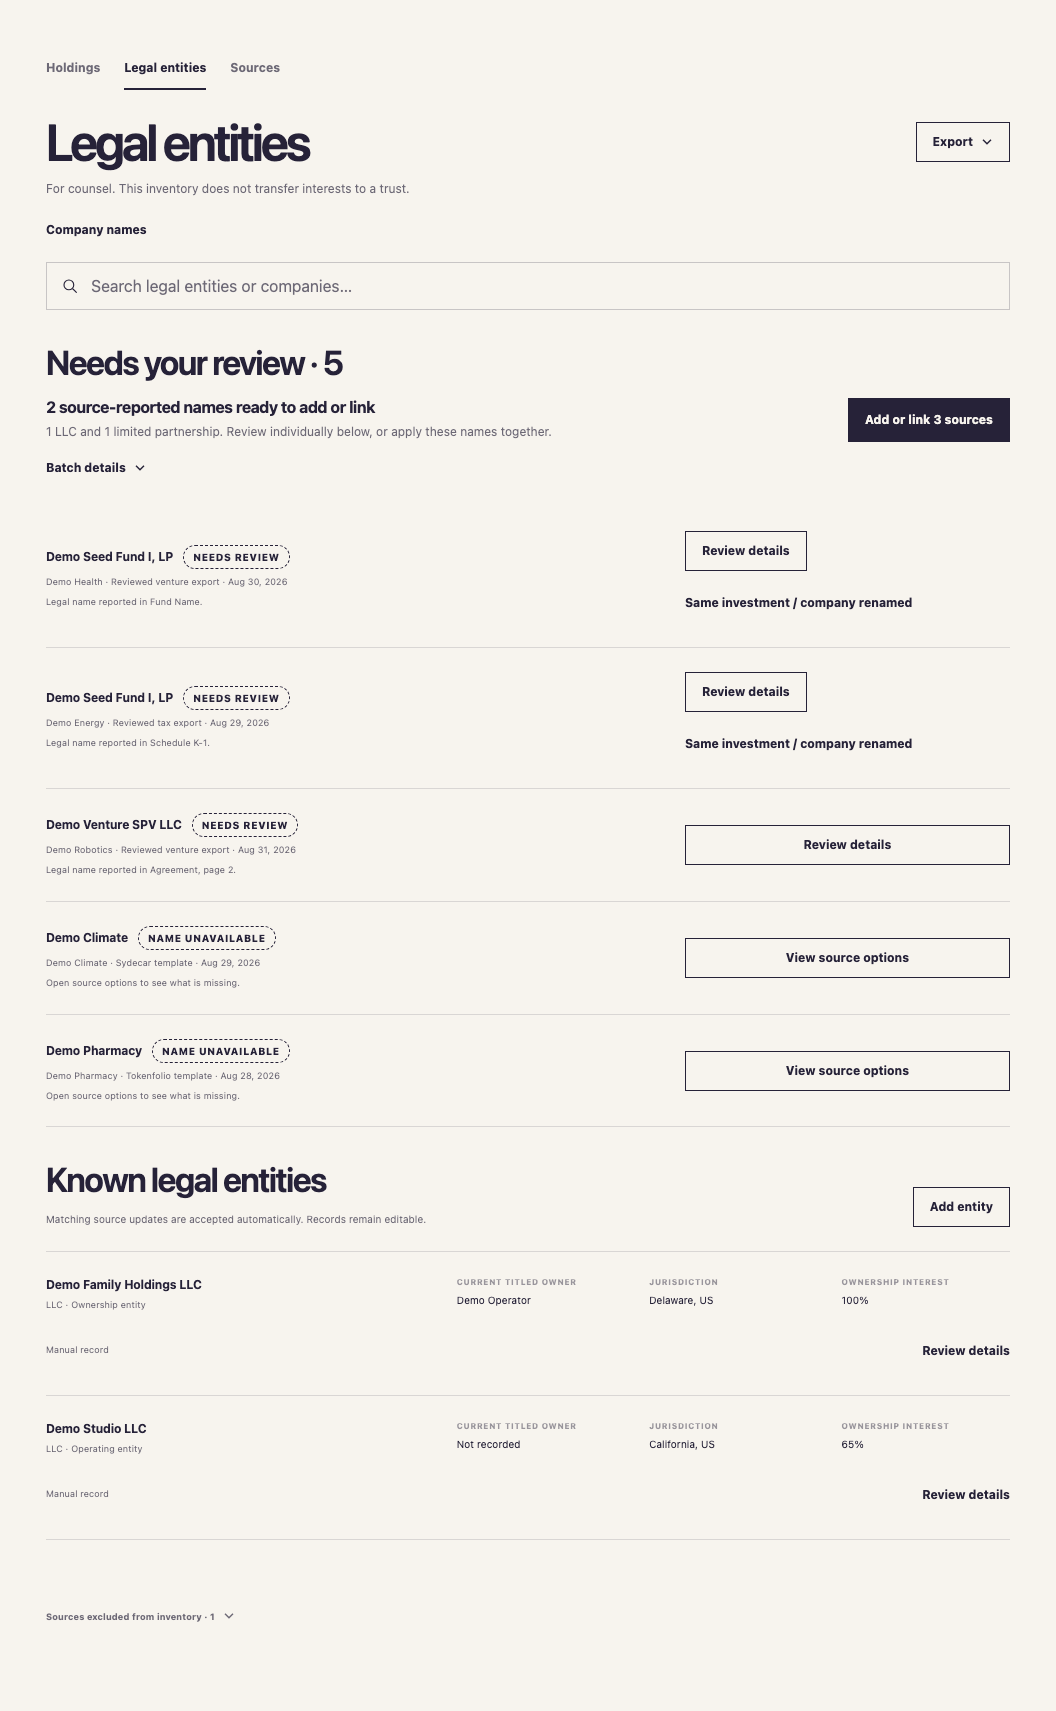 Holdings Legal entities Sources
Legal entities
Export
For counsel. This inventory does not transfer interests to a trust.
Company names
Search legal entities or companies...
Needs your review · 5
2 source-reported names ready to add or link
1 LLC and 1 limited partnership. Review individually below, or apply these names together.
Add or link 3 sources
Batch details
Demo Seed Fund I, LP NEEDS REVIEW
Demo Health · Reviewed venture export · Aug 30, 2026
Legal name reported in Fund Name.
Review details
Same investment / company renamed
Demo Seed Fund I, LP NEEDS REVIEW
Demo Energy · Reviewed tax export · Aug 29, 2026
Legal name reported in Schedule K-1.
Review details
Same investment / company renamed
Demo Venture SPV LLC NEEDS REVIEW
Demo Robotics · Reviewed venture export · Aug 31, 2026
Legal name reported in Agreement, page 2.
Review details
Demo Climate NAME UNAVAILABLE
Demo Climate · Sydecar template · Aug 29, 2026
Open source options to see what is missing.
View source options
Demo Pharmacy NAME UNAVAILABLE
Demo Pharmacy · Tokenfolio template · Aug 28, 2026
Open source options to see what is missing.
View source options
Known legal entities
Matching source updates are accepted automatically. Records remain editable.
Add entity
Demo Family Holdings LLC
LLC · Ownership entity
CURRENT TITLED OWNER JURISDICTION OWNERSHIP INTEREST
Demo Operator Delaware, US 100%
Manual record
Review details
Demo Studio LLC
LLC · Operating entity
CURRENT TITLED OWNER JURISDICTION OWNERSHIP INTEREST
Not recorded California, US 65%
Manual record
Review details
Sources excluded from inventory · 1